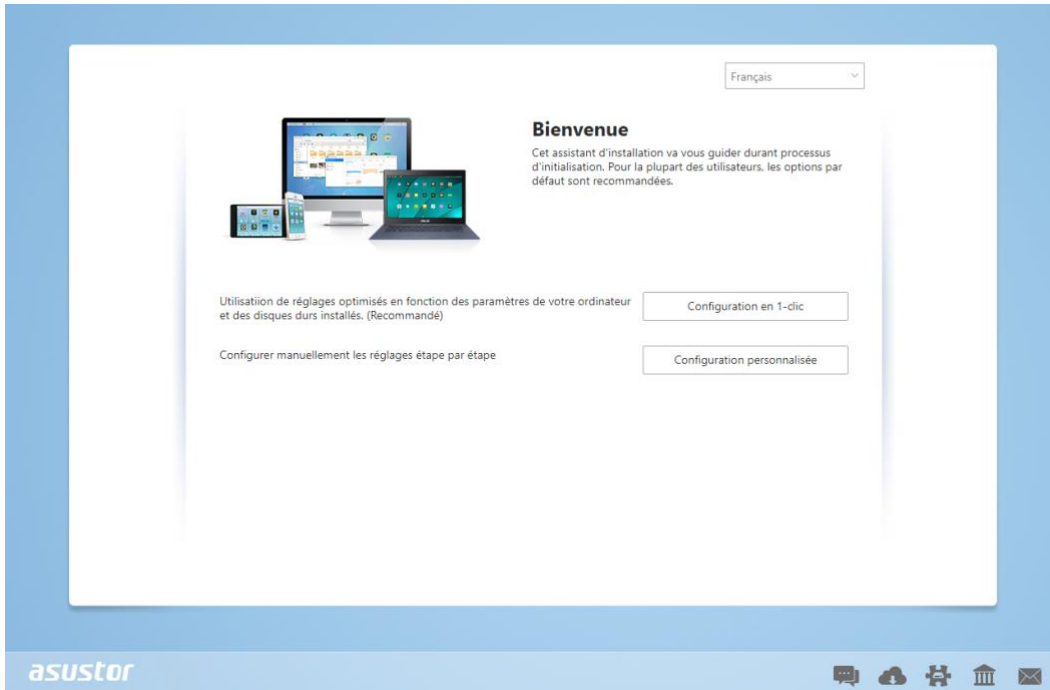 Français
Bienvenue
Cet assistant d'installation va vous guider durant processus
d'initialisation. Pour la plupart des utilisateurs, les options par
défaut sont recommandées.
Utilisatiion de réglages optimisés en fonction des paramètres de votre ordinateur
et des disques durs installés. (Recommandé)
Configuration en 1-clic
Configurer manuellement les réglages étape par étape
Configuration personnalisée
asustor